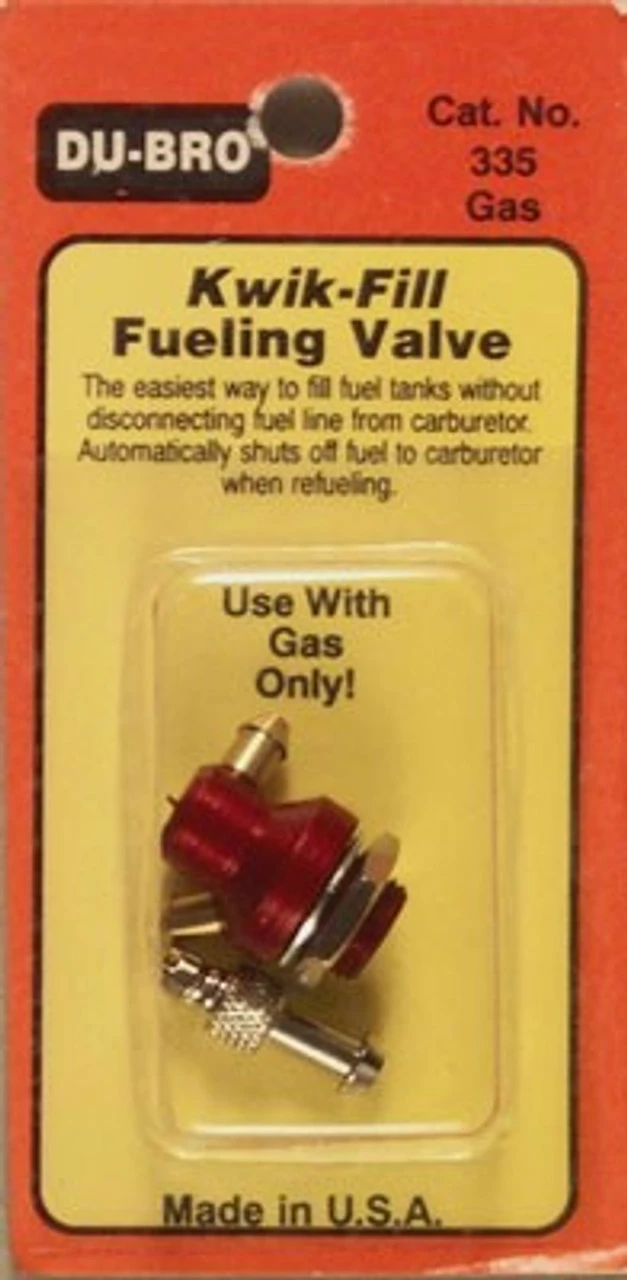 DU-BRO
Cat. No.
335
Gas
Kwik-Fill
Fueling Valve
The easiest way to fill fuel tanks without
disconnecting fuel line from carburetor.
Automatically shuts off fuel to carburetor
when refueling.
Use With
Gas
Only!
Made in U.S.A.